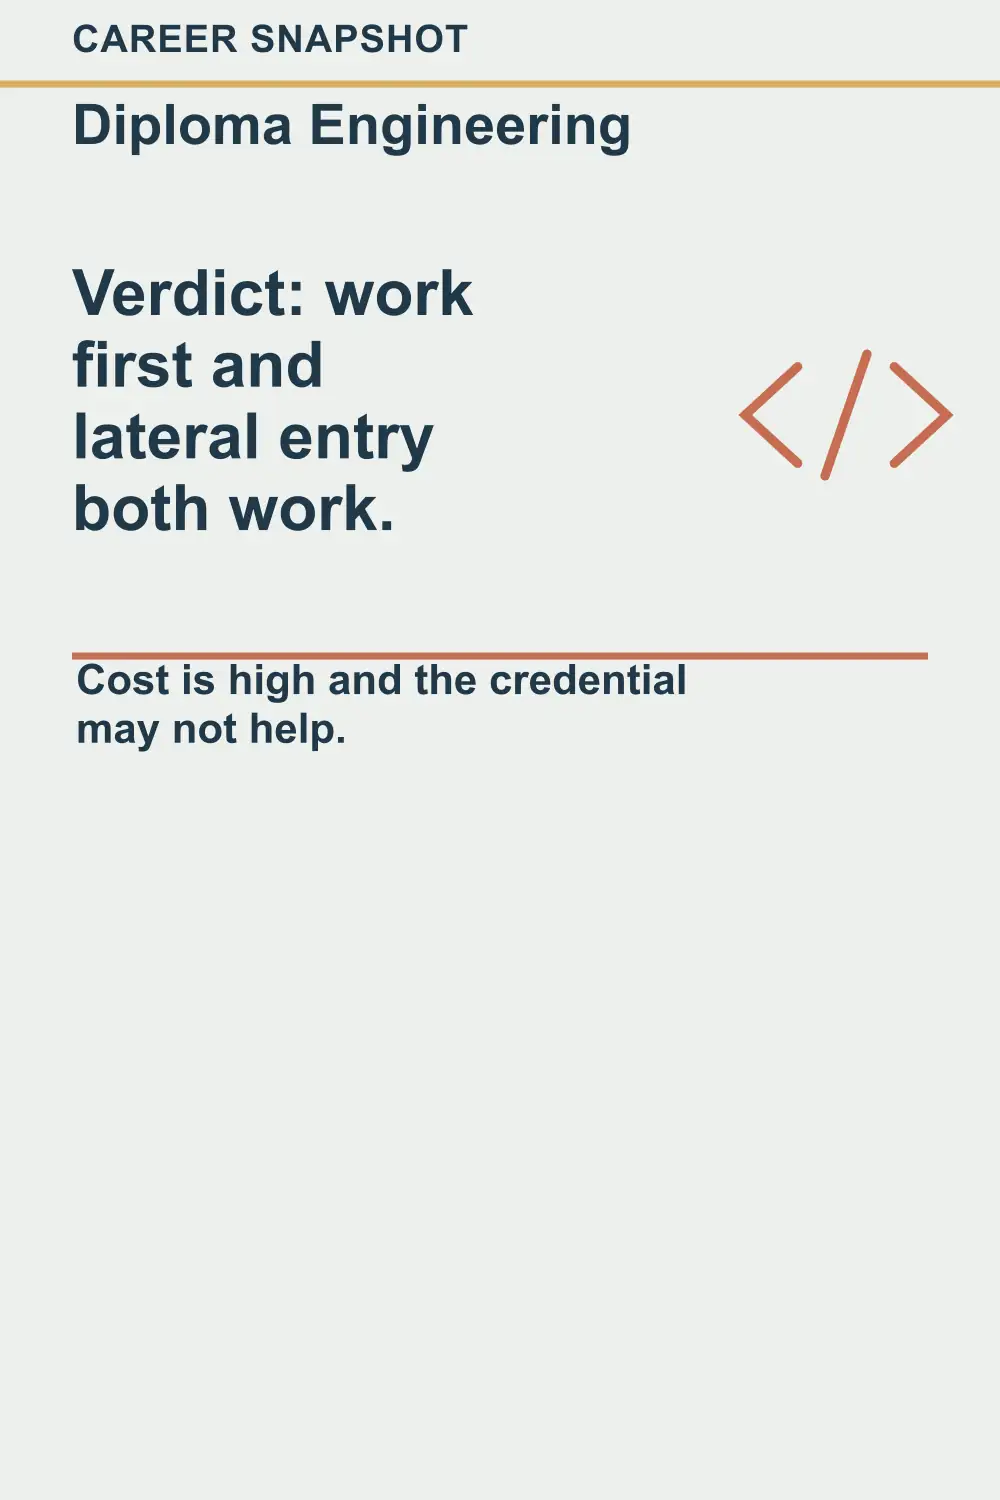 CAREER SNAPSHOT
Diploma Engineering
Verdict: work
first and
lateral entry
both work.
Cost is high and the credential
may not help.